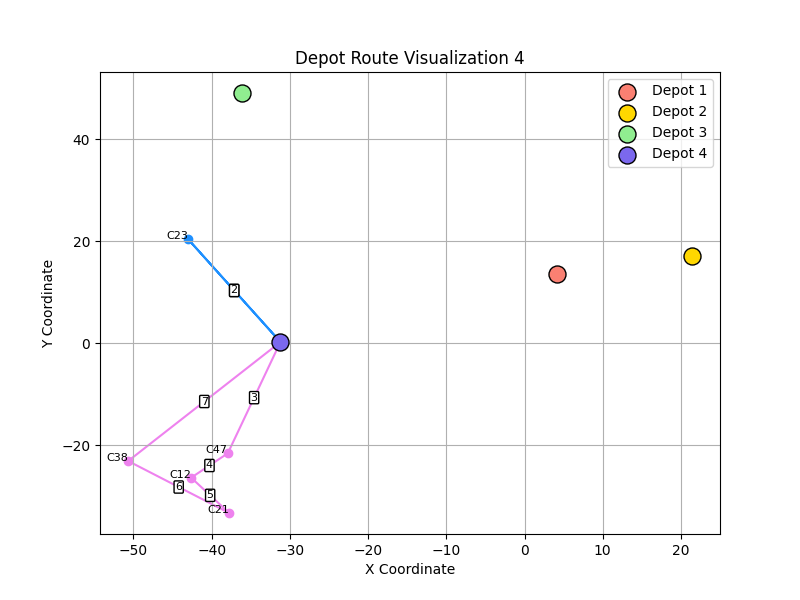 Depot Route Visualization 4
Depot 1
Depot 2
Depot 3
Depot 4
40
20
0
−20
Y Coordinate
C23
2
7
3
C47
C38
4
C12
6
5
C21
−50
−40
−30
−20
−10
0
10
20
X Coordinate